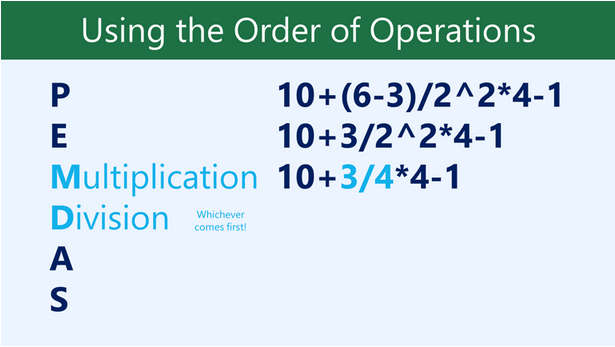 Using the Order of Operations
P 10+(6-3)/2^2*4-1
E 10+3/2^2*4-1
Multiplication 10+3/4*4-1
Division Whichever
comes first!
A
S